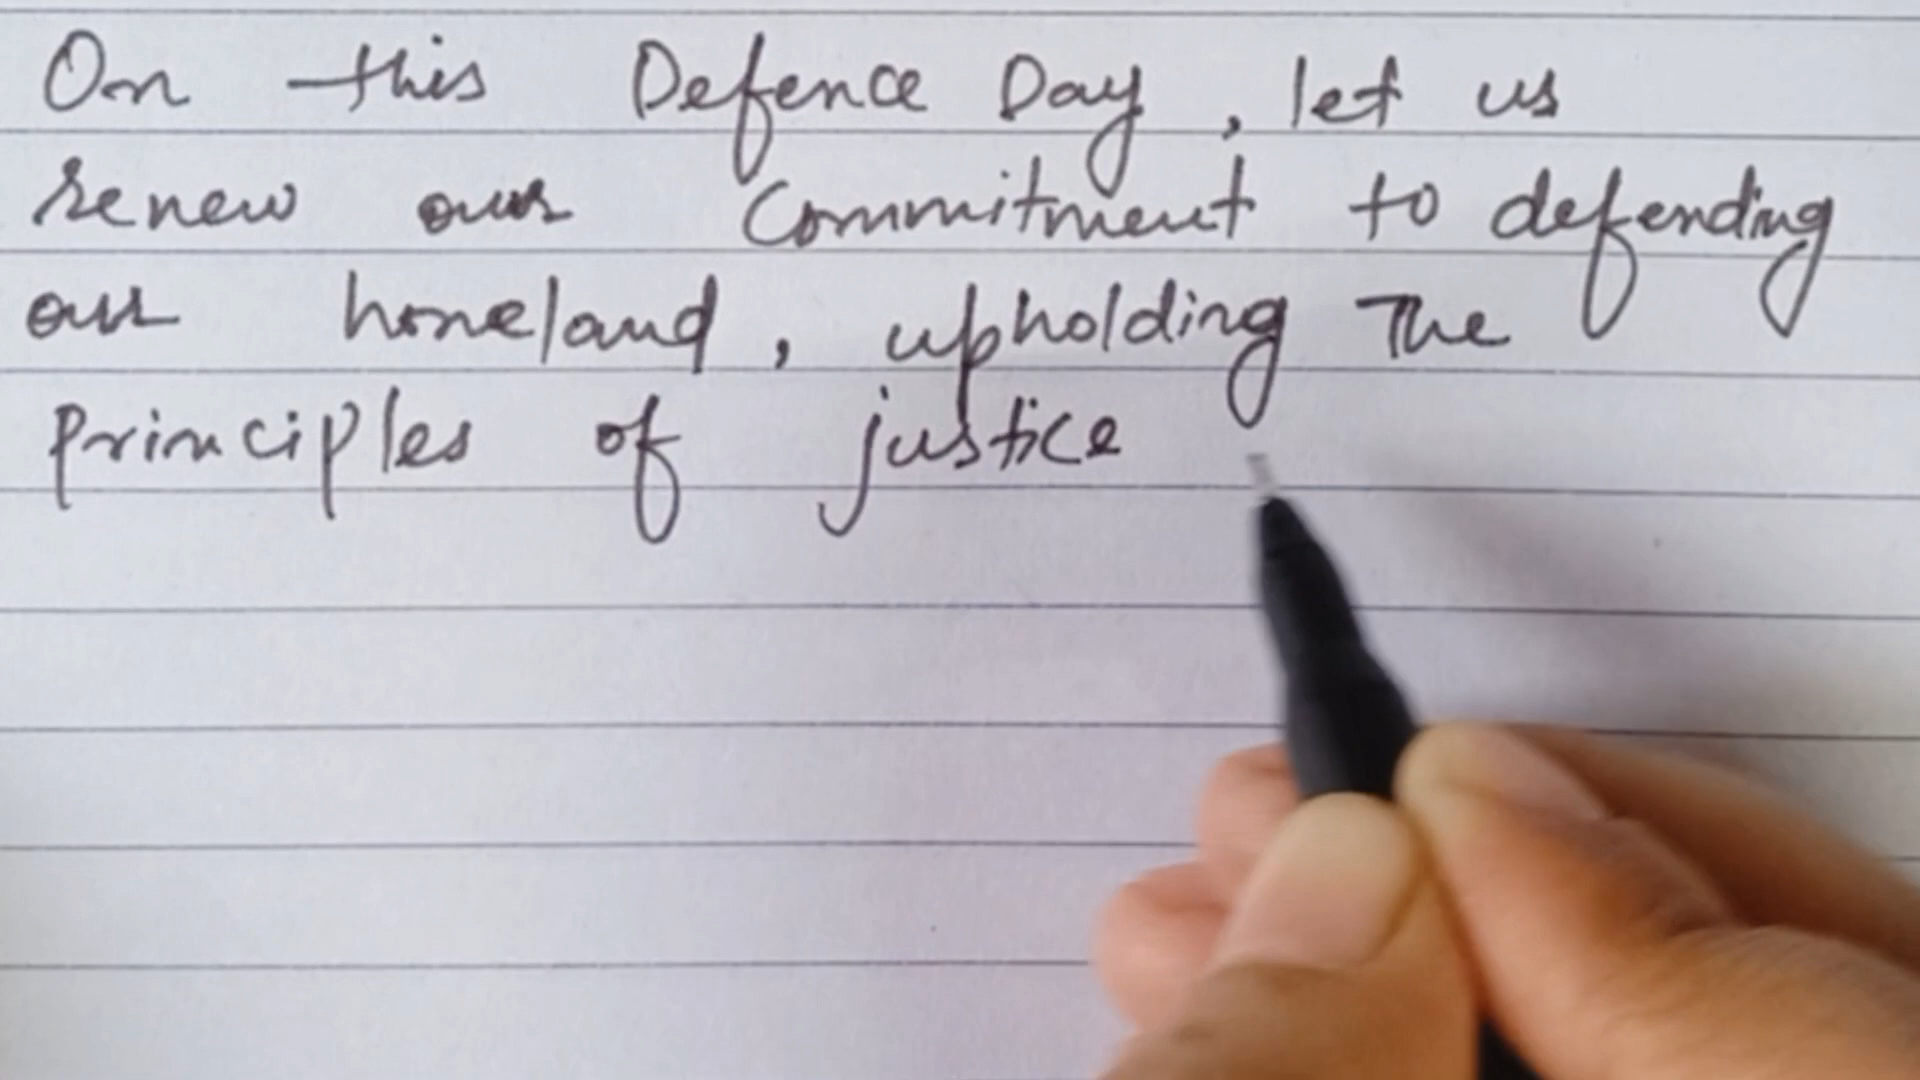 On this Defence Day, let us
renew our Commitment to defending
our homeland, upholding The
principles of justice